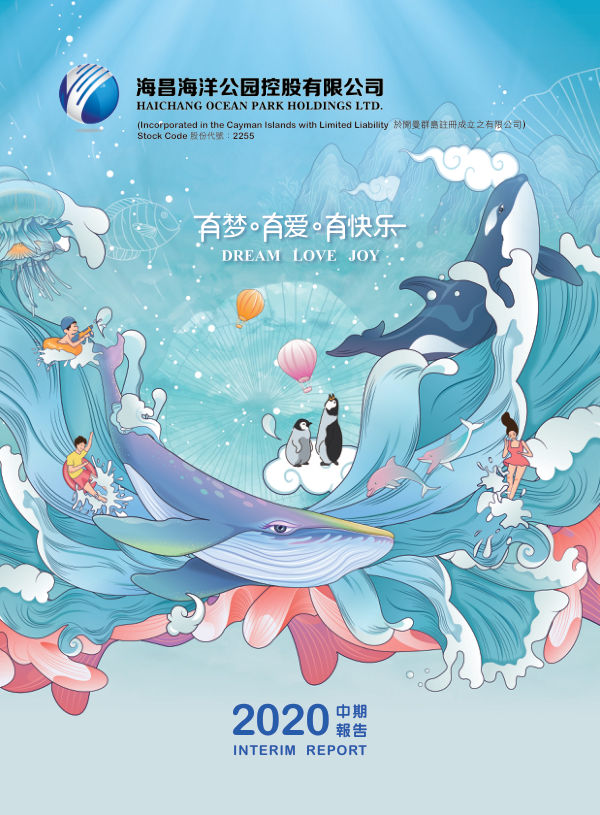 海昌海洋公园控股有限公司
HAICHANG OCEAN PARK HOLDINGS LTD.
(Incorporated in the Cayman Islands with Limited Liability 於開曼群島註冊成立之有限公司)
Stock Code 股份代號：2255
有梦。有爱。有快乐
DREAM LOVE JOY
2020 中期
報告
INTERIM REPORT